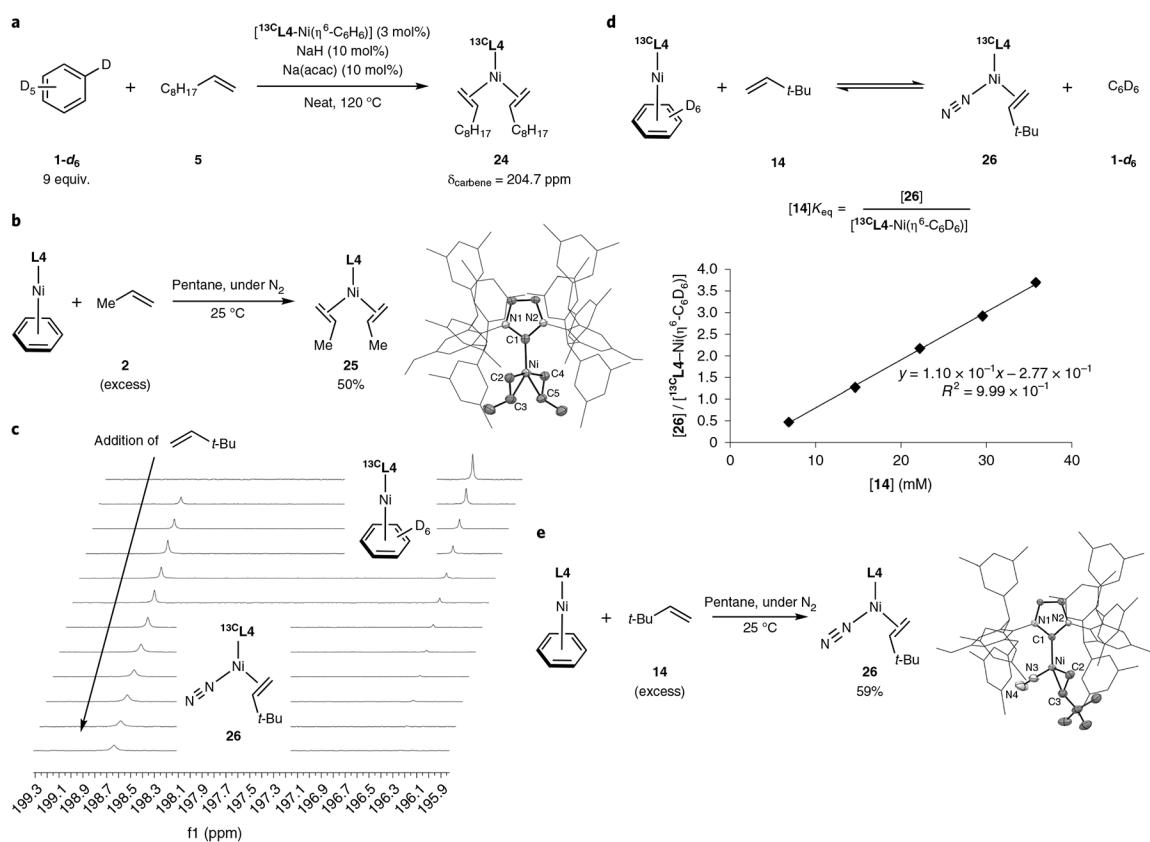 a
[¹³ᶜL4-Ni(η⁶-C₆H₆)] (3 mol%)
NaH (10 mol%)
Na(acac) (10 mol%)
Neat, 120 °C
D₅
D
+
C₈H₁₇
¹³ᶜL4
Ni
C₈H₁₇ C₈H₁₇
1-d₆
9 equiv.
5
24
δcarbene = 204.7 ppm
b
L4
Ni
+
Me
Pentane, under N₂
25 °C
L4
Ni
Me Me
2
(excess)
25
50%
N1 N2
C1
Ni
C2 C4
C3 C5
c
Addition of
t-Bu
¹³ᶜL4
Ni
D₆
¹³ᶜL4
Ni
N≡N
t-Bu
26
199.3 199.1 198.9 198.7 198.5 198.3 198.1 197.9 197.7 197.5 197.3 197.1 196.9 196.7 196.5 196.3 196.1 195.9
f1 (ppm)
d
¹³ᶜL4
Ni
D₆
+
t-Bu
¹³ᶜL4
Ni
N≡N
t-Bu
+
C₆D₆
14
26
1-d₆
[14]Keq = [26]
[¹³ᶜL4-Ni(η⁶-C₆D₆)]
[26] / [¹³ᶜL4–Ni(η⁶-C₆D₆)]
4.0
3.5
3.0
2.5
2.0
1.5
1.0
0.5
0
y = 1.10 × 10⁻¹x – 2.77 × 10⁻¹
R² = 9.99 × 10⁻¹
0 10 20 30 40
[14] (mM)
e
L4
Ni
+
t-Bu
Pentane, under N₂
25 °C
L4
Ni
N≡N
t-Bu
14
(excess)
26
59%
N1 N2
C1
N3 Ni C2
N4
C3